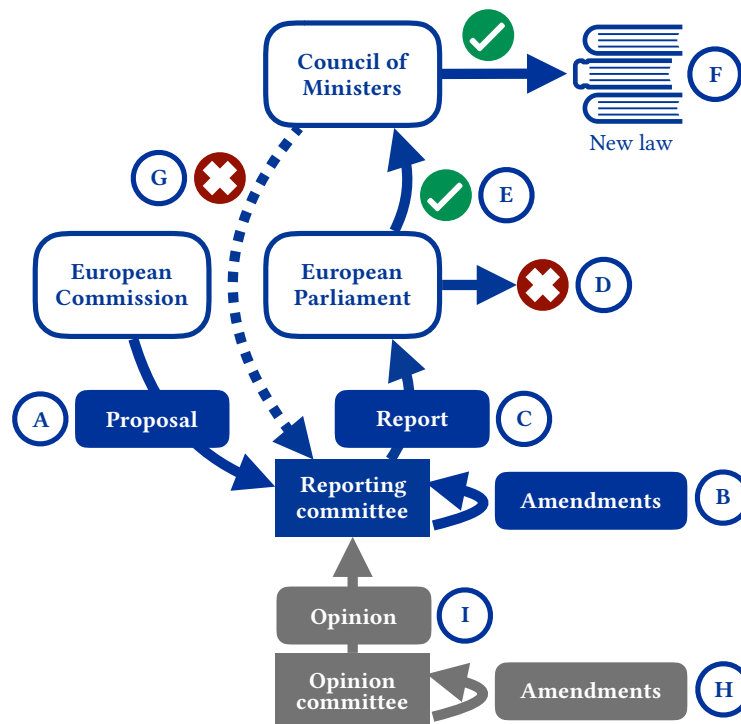 Council of
Ministers
F
New law
G
E
European
Commission
European
Parliament
D
A
Proposal
Report
C
Reporting
committee
Amendments
B
Opinion
I
Opinion
committee
Amendments
H